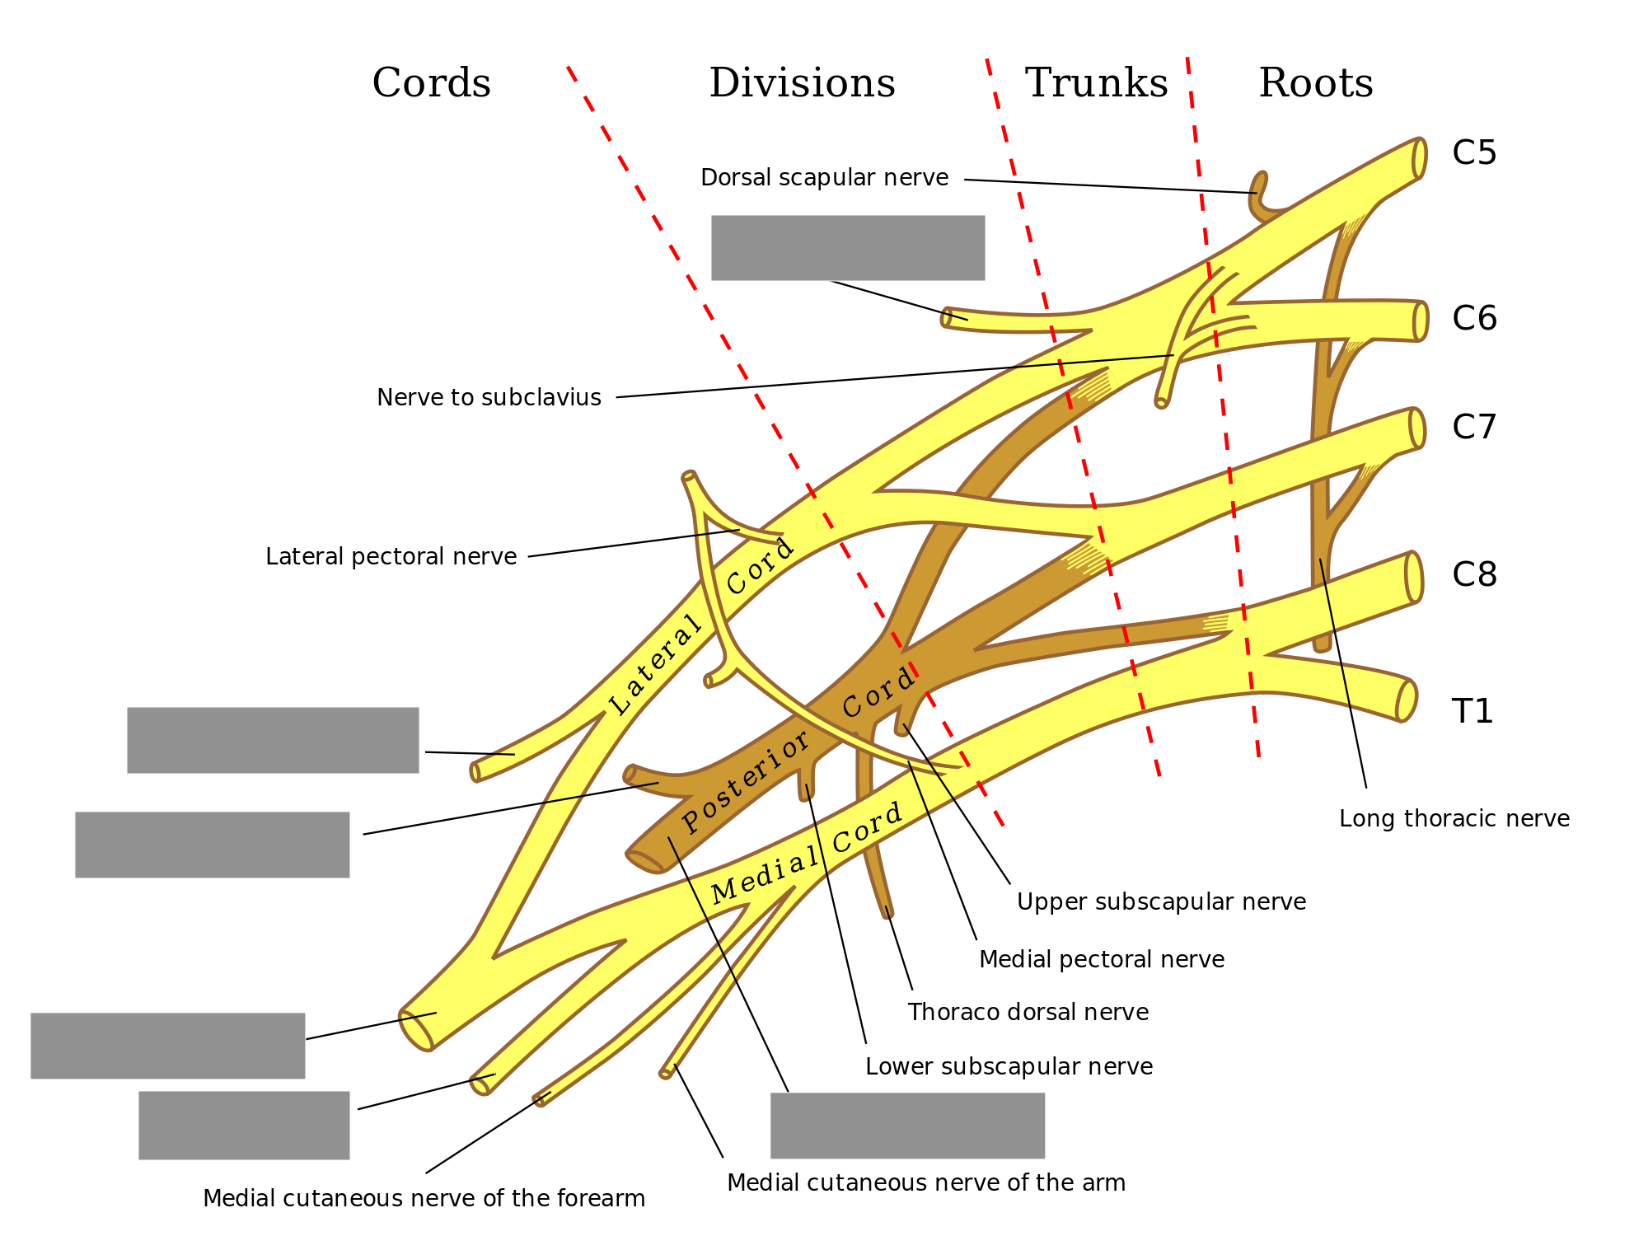 Cords
Divisions
Trunks
Roots
C5
Dorsal scapular nerve
C6
Nerve to subclavius
C7
Lateral pectoral nerve
C8
Lateral Cord
Posterior Cord
T1
Medial Cord
Long thoracic nerve
Upper subscapular nerve
Medial pectoral nerve
Thoraco dorsal nerve
Lower subscapular nerve
Medial cutaneous nerve of the arm
Medial cutaneous nerve of the forearm